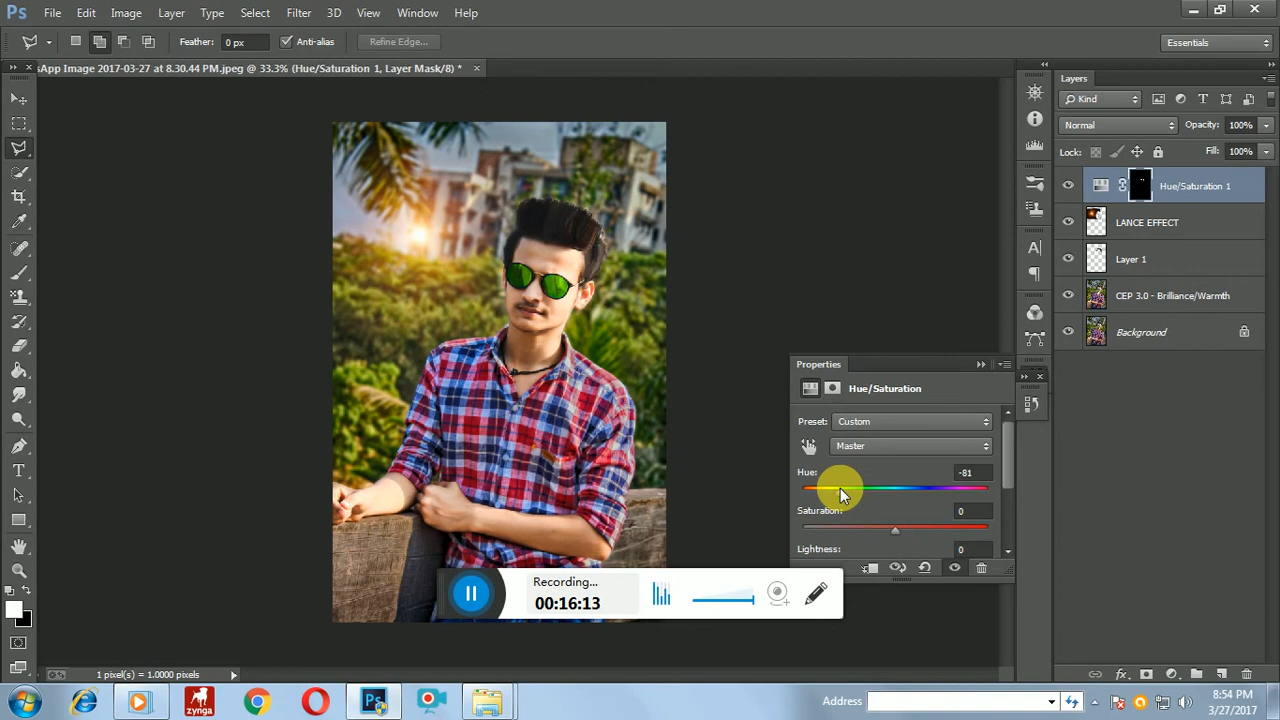 Ps File Edit Image Layer Type Select Filter 3D View Window Help
Feather: 0 px Anti-alias Refine Edge... Essentials
sApp Image 2017-03-27 at 8.30.44 PM.jpeg @ 33.3% (Hue/Saturation 1, Layer Mask/8) * ×
Layers
Kind
Normal Opacity: 100%
Lock: Fill: 100%
Hue/Saturation 1
LANCE EFFECT
Layer 1
CEP 3.0 - Brilliance/Warmth
Background
Properties
Hue/Saturation
Preset: Custom
Master
Hue: -81
Saturation: 0
Lightness: 0
Recording...
00:16:13
1 pixel(s) = 1.0000 pixels
zynga
Address
8:54 PM
3/27/2017